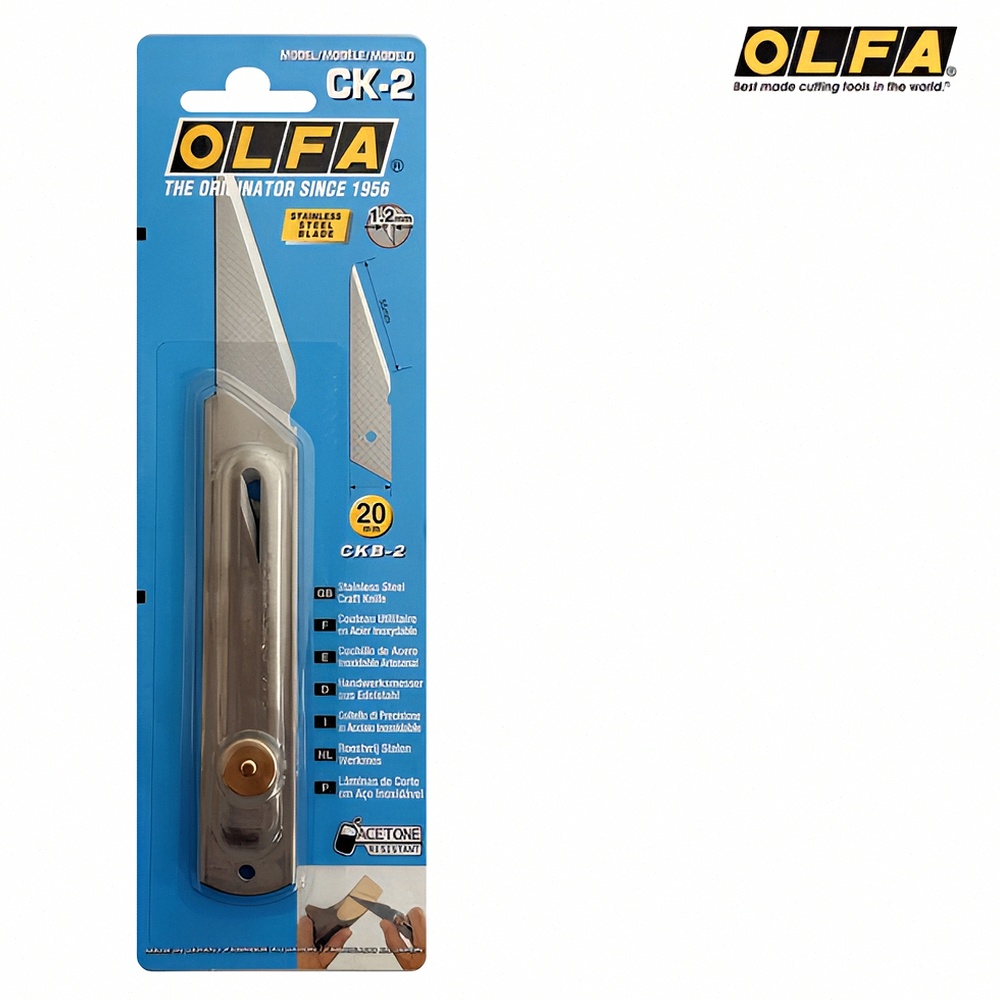 MODEL/MODÈLE/MODELO
CK-2
OLFA®
THE ORIGINATOR SINCE 1956
STAINLESS
STEEL
BLADE
1.2mm
20
mm
CKB-2
GB Stainless Steel
Craft Knife
F Couteau Utilitaire
en Acier Inoxydable
E Cuchillo de Acero
Inoxidable Artesanal
D Handwerksmesser
aus Edelstahl
I Coltello di Precisione
in Acciaio Inossidabile
NL Roestvrij Stalen
Werkmes
P Lâminas de Corte
em Aço Inoxidável
ACETONE
RESISTANT
OLFA®
Best made cutting tools in the world.®